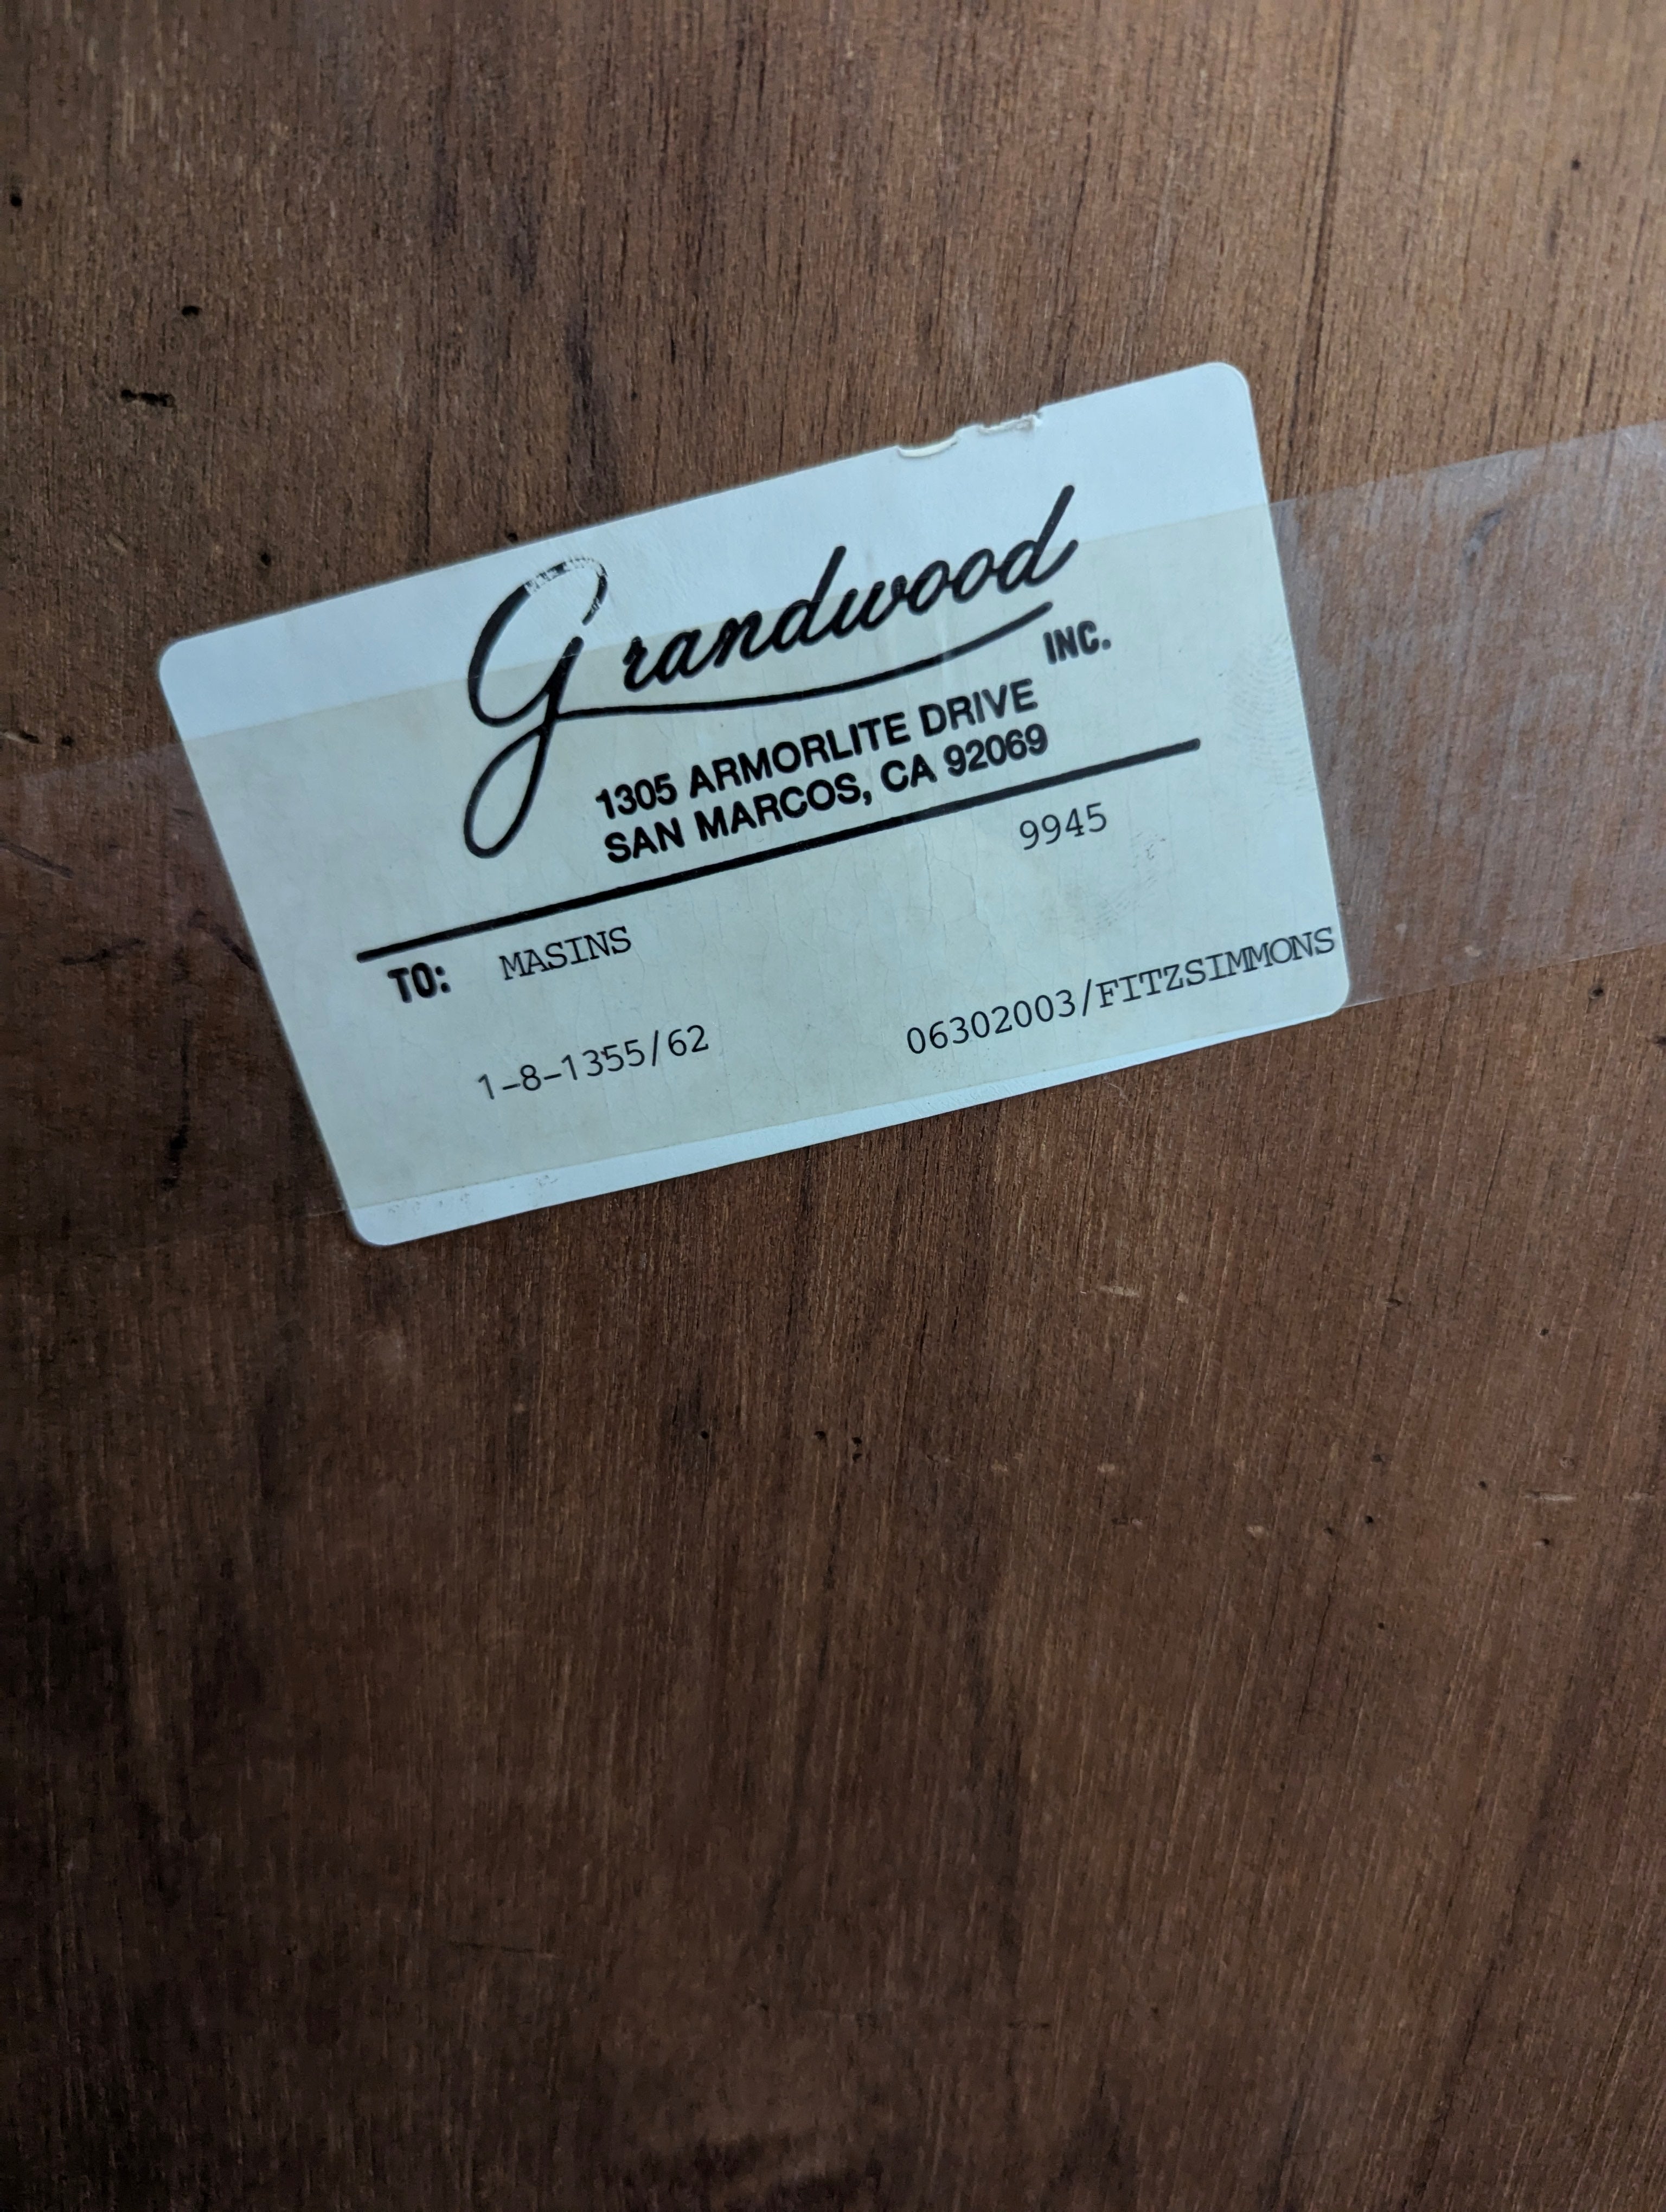 Grandwood
INC.
1305 ARMORLITE DRIVE
SAN MARCOS, CA 92069
9945
TO: MASINS
1-8-1355/62
06302003/FITZSIMMONS